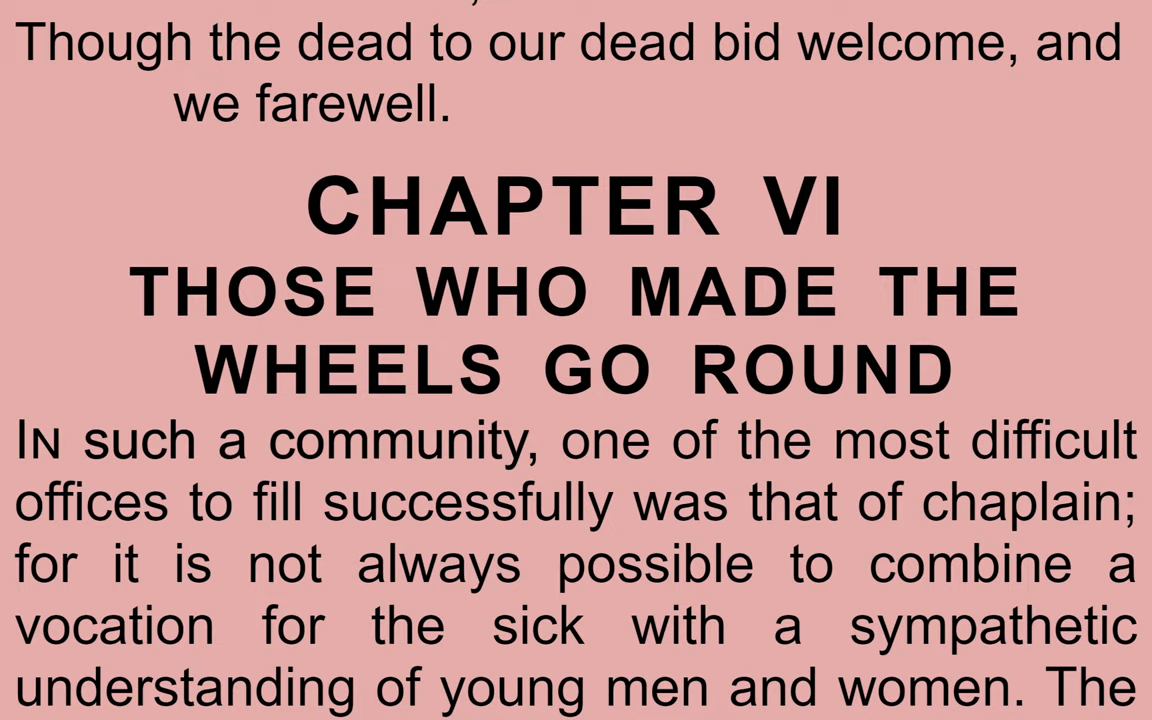 Though the dead to our dead bid welcome, and
we farewell.
CHAPTER VI
THOSE WHO MADE THE
WHEELS GO ROUND
IN such a community, one of the most difficult
offices to fill successfully was that of chaplain;
for it is not always possible to combine a
vocation for the sick with a sympathetic
understanding of young men and women. The